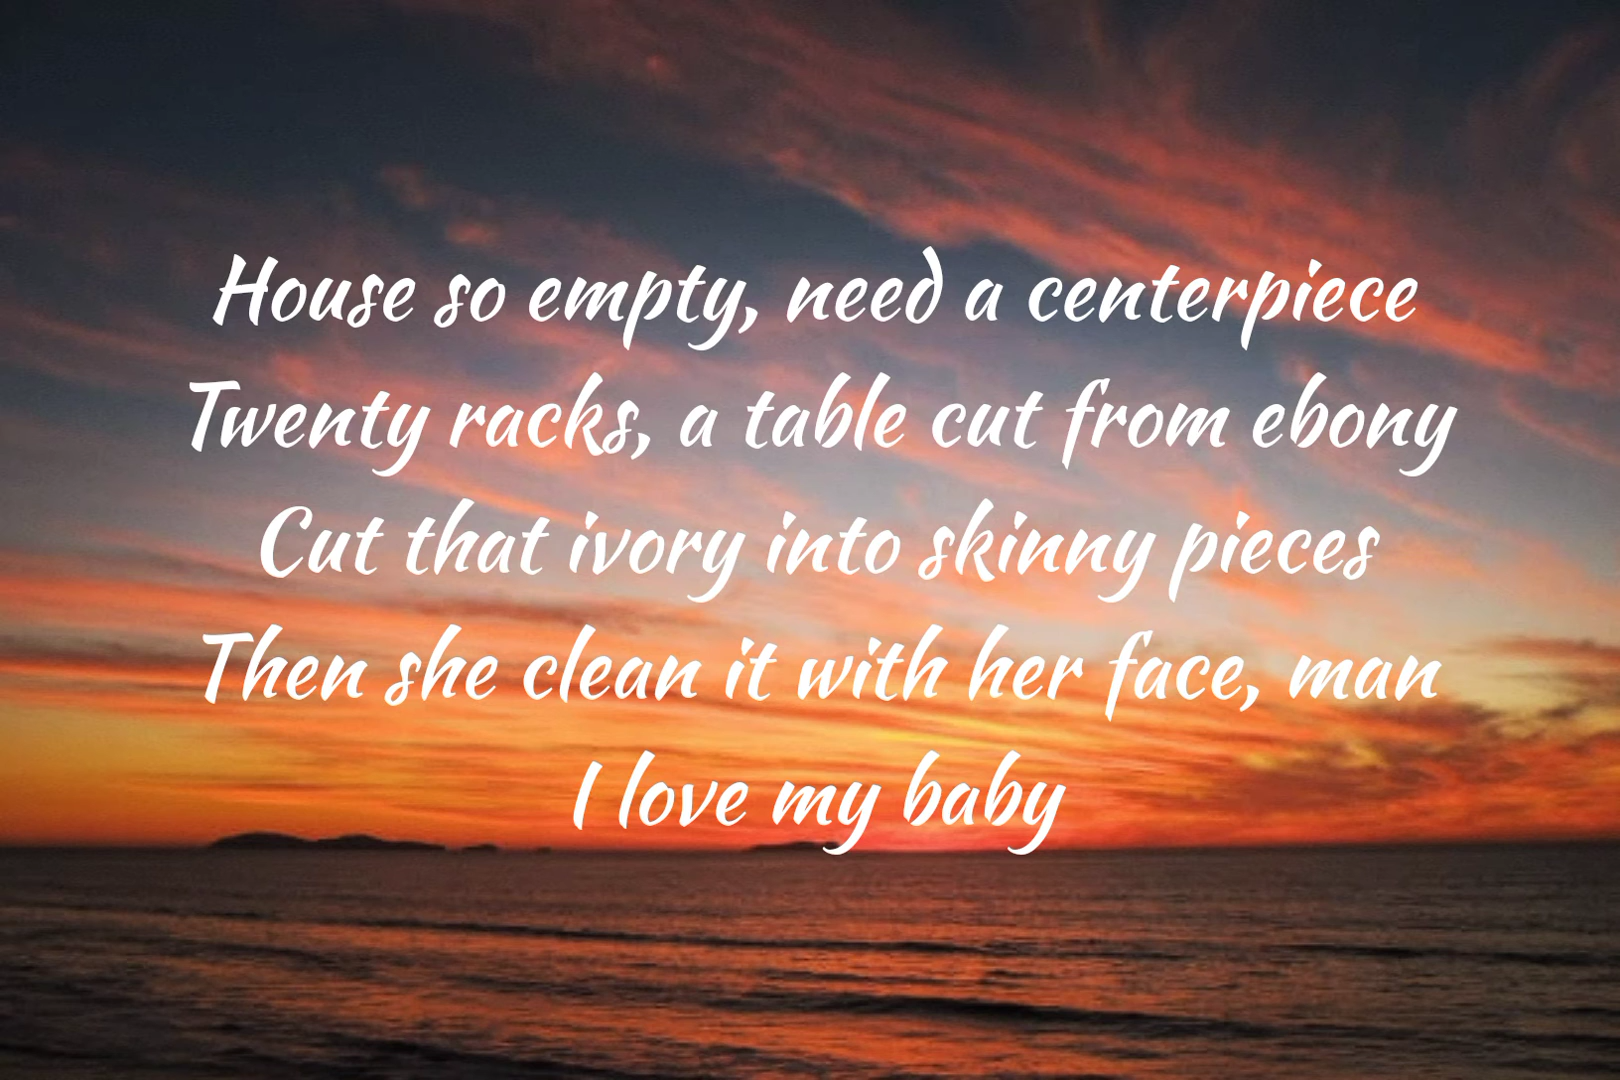 House so empty, need a centerpiece
Twenty racks, a table cut from ebony
Cut that ivory into skinny pieces
Then she clean it with her face, man
I love my baby